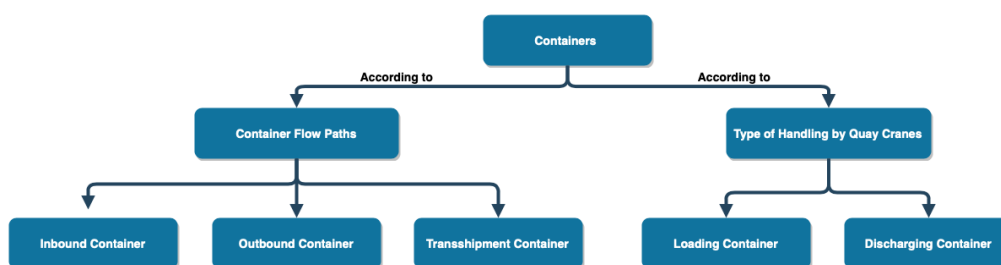 Containers
According to
According to
Container Flow Paths
Type of Handling by Quay Cranes
Inbound Container
Outbound Container
Transshipment Container
Loading Container
Discharging Container